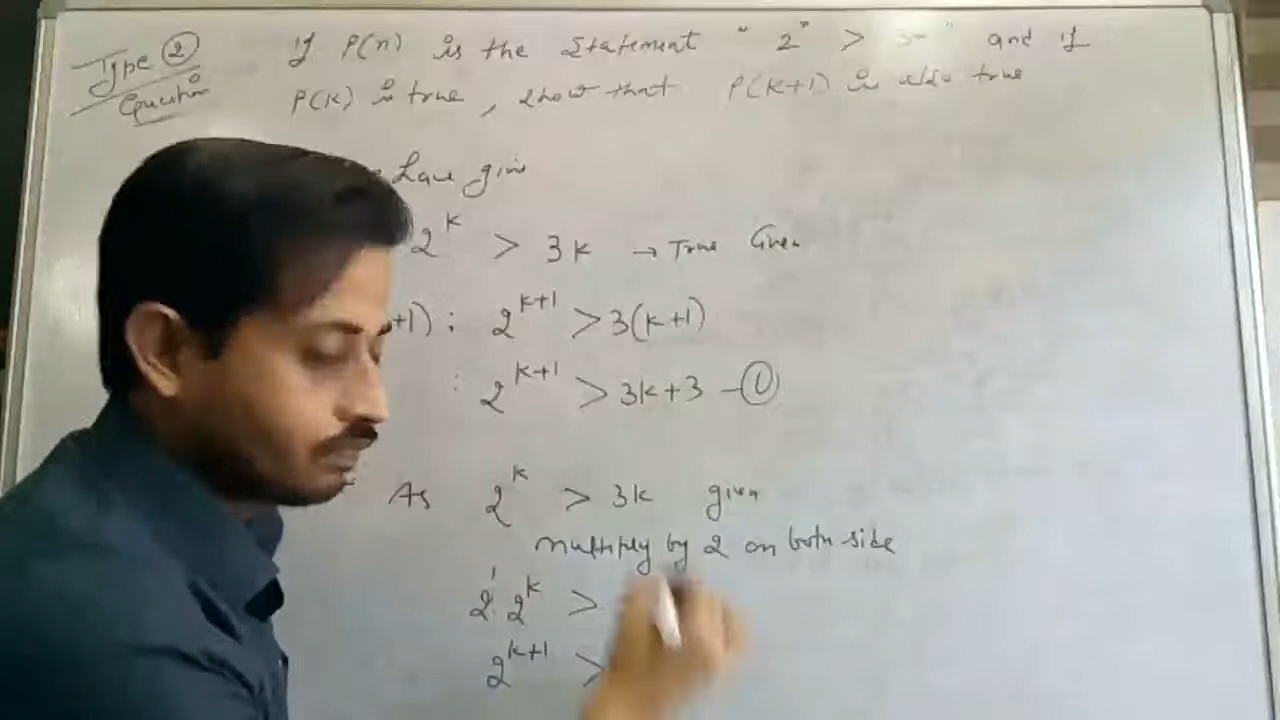 Type ②
Question
If P(n) is the Statement " 2ⁿ > 3n " and if
P(K) is true, show that P(K+1) is also true
Have given
2^K > 3K → True Given
+1) : 2^(K+1) > 3(K+1)
: 2^(K+1) > 3K+3 – ①
As 2^K > 3K given
multiply by 2 on both side
2¹. 2^K >
2^(K+1) >